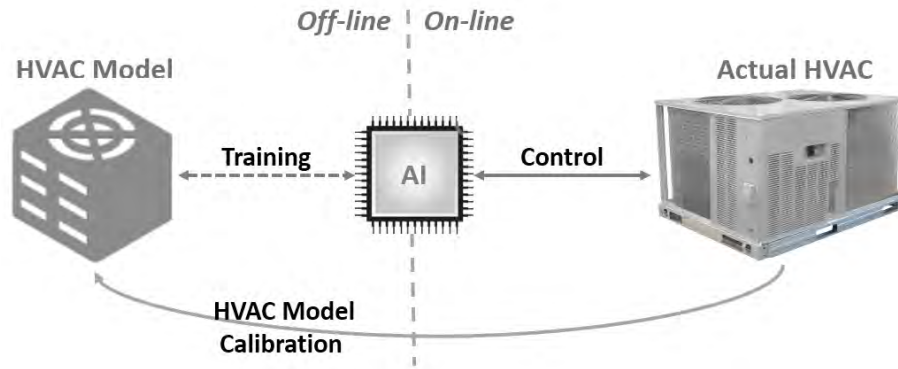 Off-line On-line
HVAC Model
Actual HVAC
Training
AI
Control
HVAC Model
Calibration